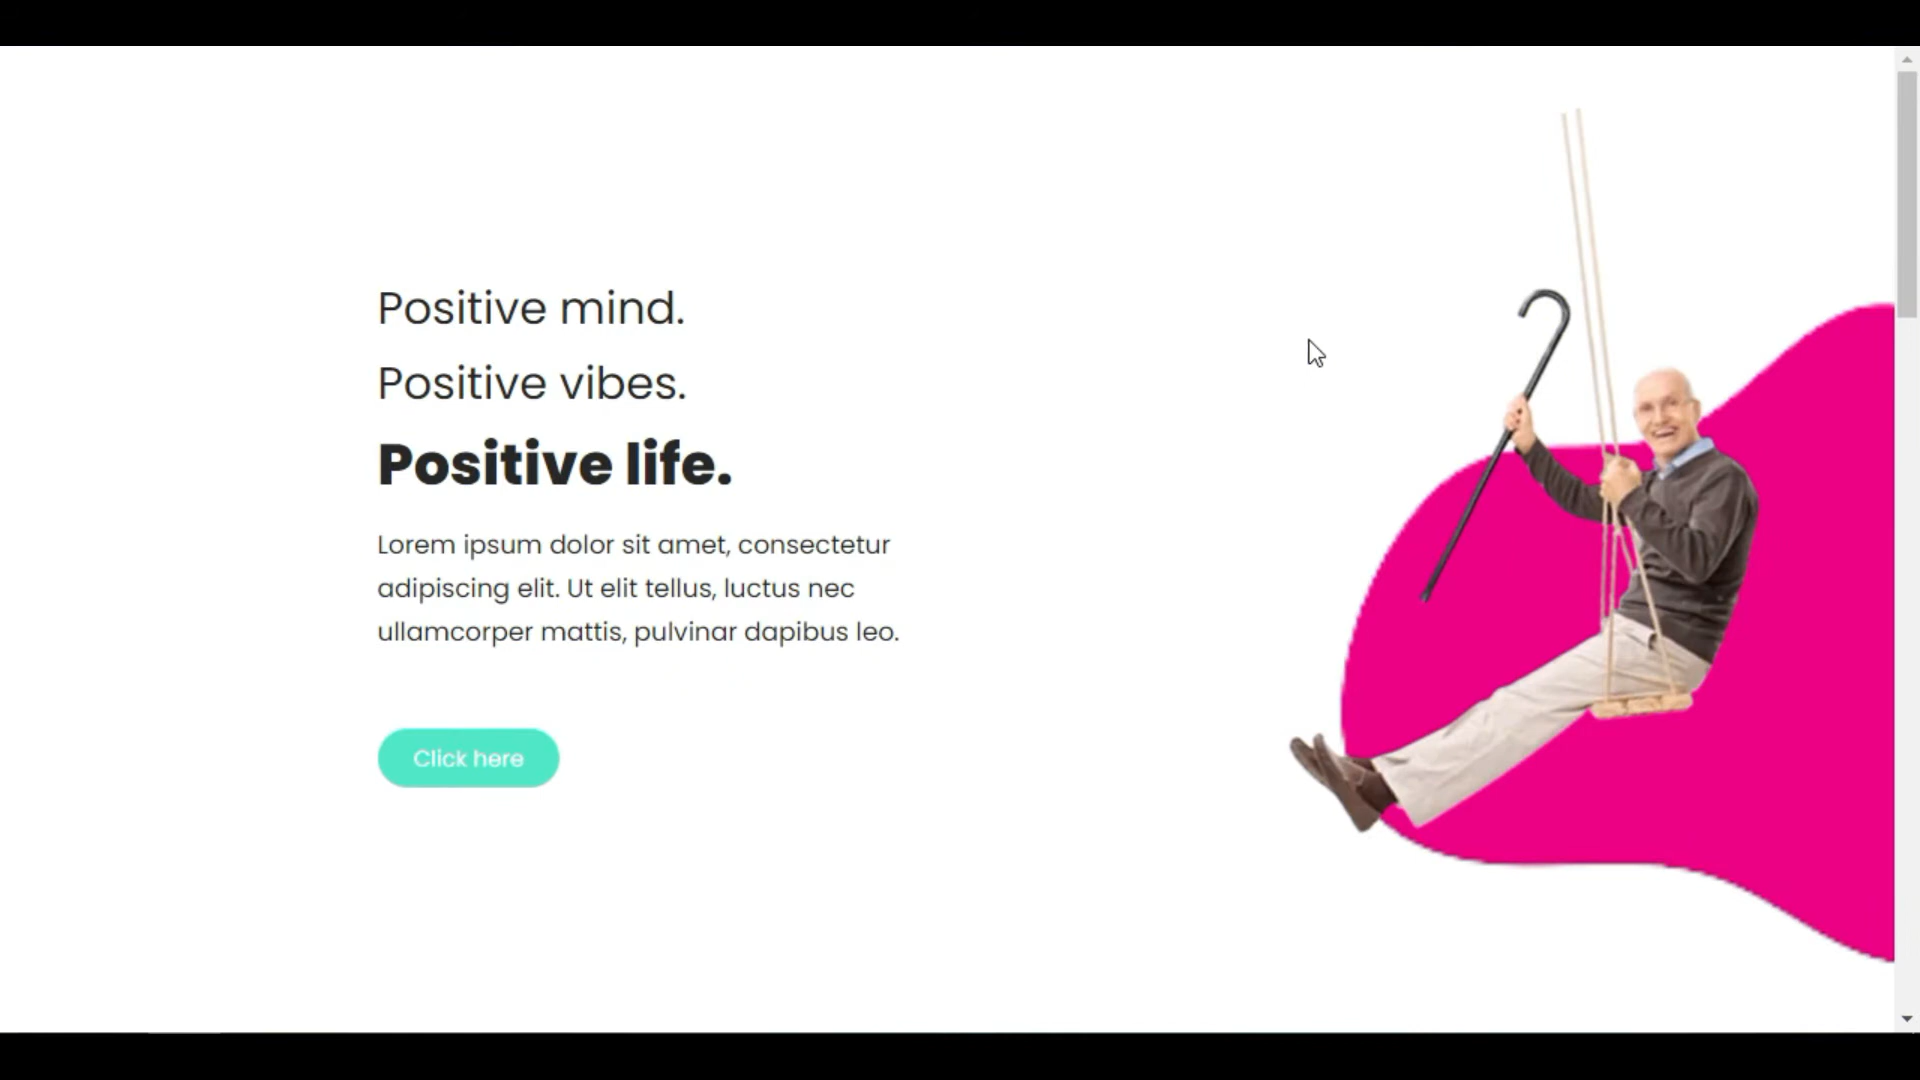 Positive mind.
Positive vibes.
Positive life.
Lorem ipsum dolor sit amet, consectetur
adipiscing elit. Ut elit tellus, luctus nec
ullamcorper mattis, pulvinar dapibus leo.
Click here